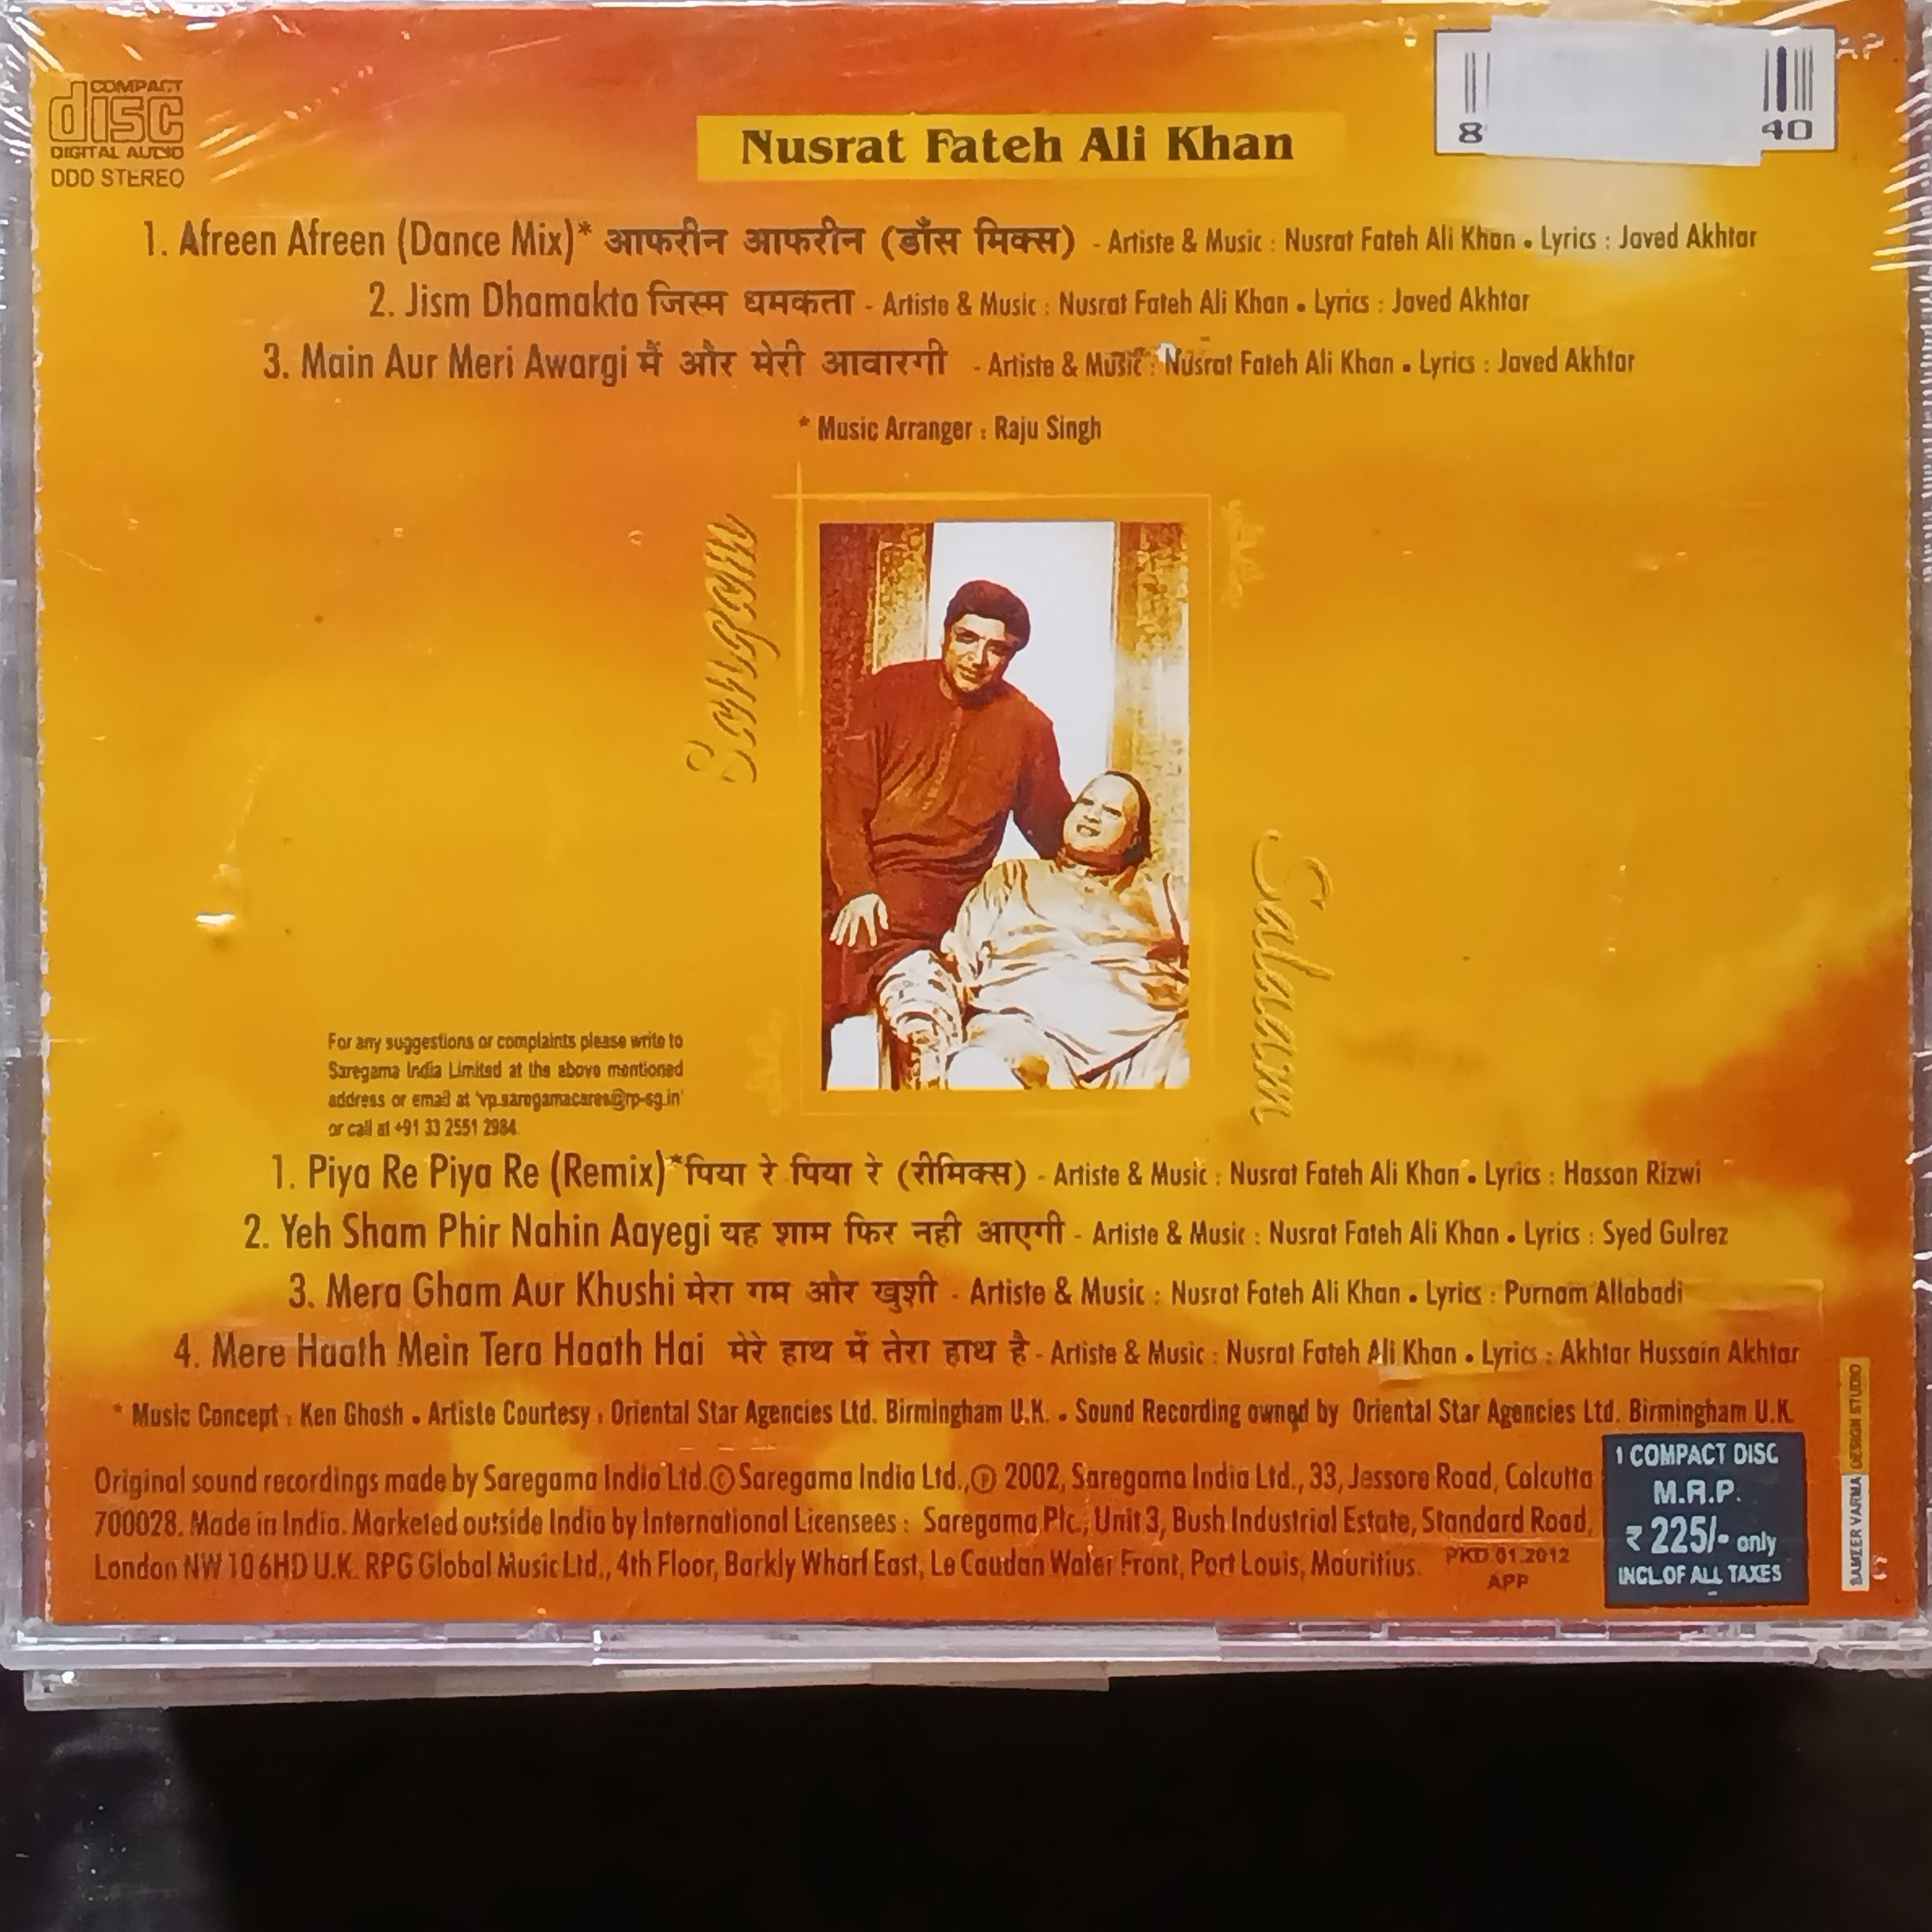 COMPACT
disc
DIGITAL AUDIO
DDD STEREO
Nusrat Fateh Ali Khan
8 40
1. Afreen Afreen (Dance Mix)* आफरीन आफरीन (डाँस मिक्स) - Artiste & Music : Nusrat Fateh Ali Khan • Lyrics : Javed Akhtar
2. Jism Dhamakta जिस्म धमकता - Artiste & Music : Nusrat Fateh Ali Khan • Lyrics : Javed Akhtar
3. Main Aur Meri Awargi मैं और मेरी आवारगी - Artiste & Music : Nusrat Fateh Ali Khan • Lyrics : Javed Akhtar
* Music Arranger : Raju Singh
Sangam
Salaam
For any suggestions or complaints please write to
Saregama India Limited at the above mentioned
address or email at 'vp.saregamacares@rp-sg.in'
or call at +91 33 2551 2984.
1. Piya Re Piya Re (Remix)* पिया रे पिया रे (रीमिक्स) - Artiste & Music : Nusrat Fateh Ali Khan • Lyrics : Hassan Rizwi
2. Yeh Sham Phir Nahin Aayegi यह शाम फिर नही आएगी - Artiste & Music : Nusrat Fateh Ali Khan • Lyrics : Syed Gulrez
3. Mera Gham Aur Khushi मेरा गम और खुशी - Artiste & Music : Nusrat Fateh Ali Khan • Lyrics : Purnam Allabadi
4. Mere Haath Mein Tera Haath Hai मेरे हाथ में तेरा हाथ है - Artiste & Music : Nusrat Fateh Ali Khan • Lyrics : Akhtar Hussain Akhtar
* Music Concept : Ken Ghosh • Artiste Courtesy : Oriental Star Agencies Ltd. Birmingham U.K. • Sound Recording owned by Oriental Star Agencies Ltd. Birmingham U.K.
Original sound recordings made by Saregama India Ltd. © Saregama India Ltd., ℗ 2002, Saregama India Ltd., 33, Jessore Road, Calcutta
700028. Made in India. Marketed outside India by International Licensees : Saregama Plc., Unit 3, Bush Industrial Estate, Standard Road,
London NW 10 6HD U.K. RPG Global Music Ltd., 4th Floor, Barkly Wharf East, Le Caudan Water Front, Port Louis, Mauritius.
PKD 01.2012
APP
1 COMPACT DISC
M.R.P.
₹ 225/- only
INCL.OF ALL TAXES
SAMEER VARMA DESIGN STUDIO